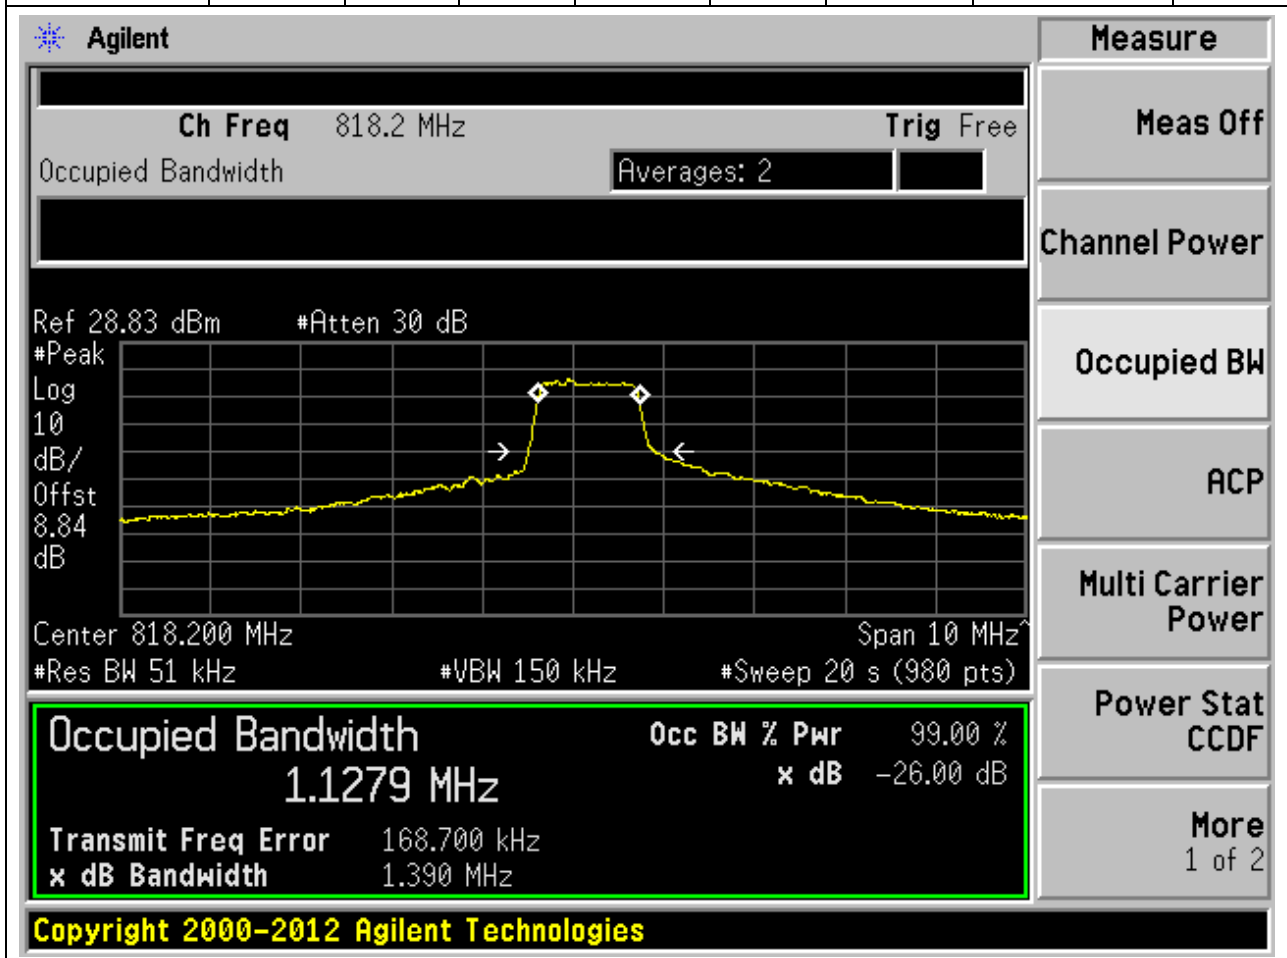 Agilent
Measure
Ch Freq 818.2 MHz Trig Free
Meas Off
Occupied Bandwidth Averages: 2
Channel Power
Ref 28.83 dBm #Atten 30 dB
#Peak
Log
10
dB/
Offst
8.84
dB
Occupied BW
ACP
Multi Carrier
Power
Center 818.200 MHz Span 10 MHz^
#Res BW 51 kHz #VBW 150 kHz #Sweep 20 s (980 pts)
Occupied Bandwidth
1.1279 MHz
Occ BW % Pwr 99.00 %
x dB -26.00 dB
Transmit Freq Error 168.700 kHz
x dB Bandwidth 1.390 MHz
Power Stat
CCDF
More
1 of 2
Copyright 2000-2012 Agilent Technologies